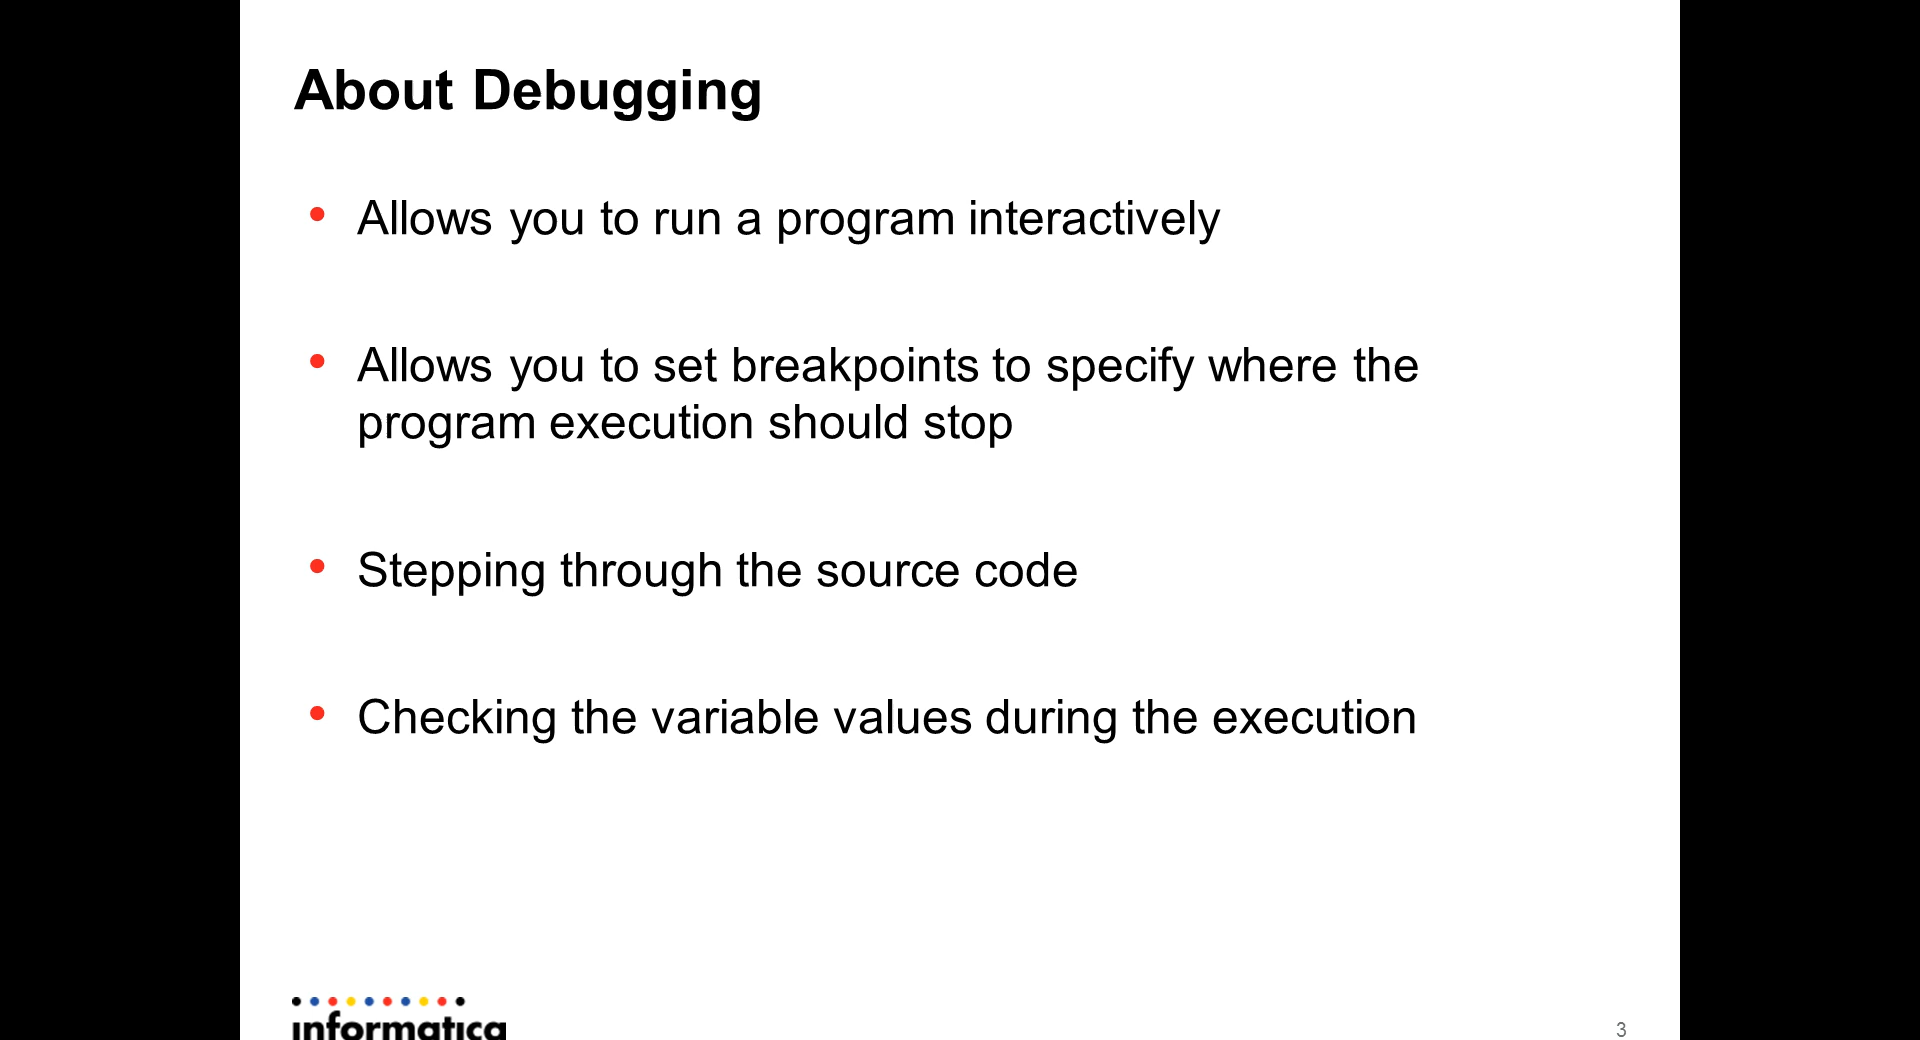 About Debugging
• Allows you to run a program interactively
• Allows you to set breakpoints to specify where the
program execution should stop
• Stepping through the source code
• Checking the variable values during the execution
informatica
3